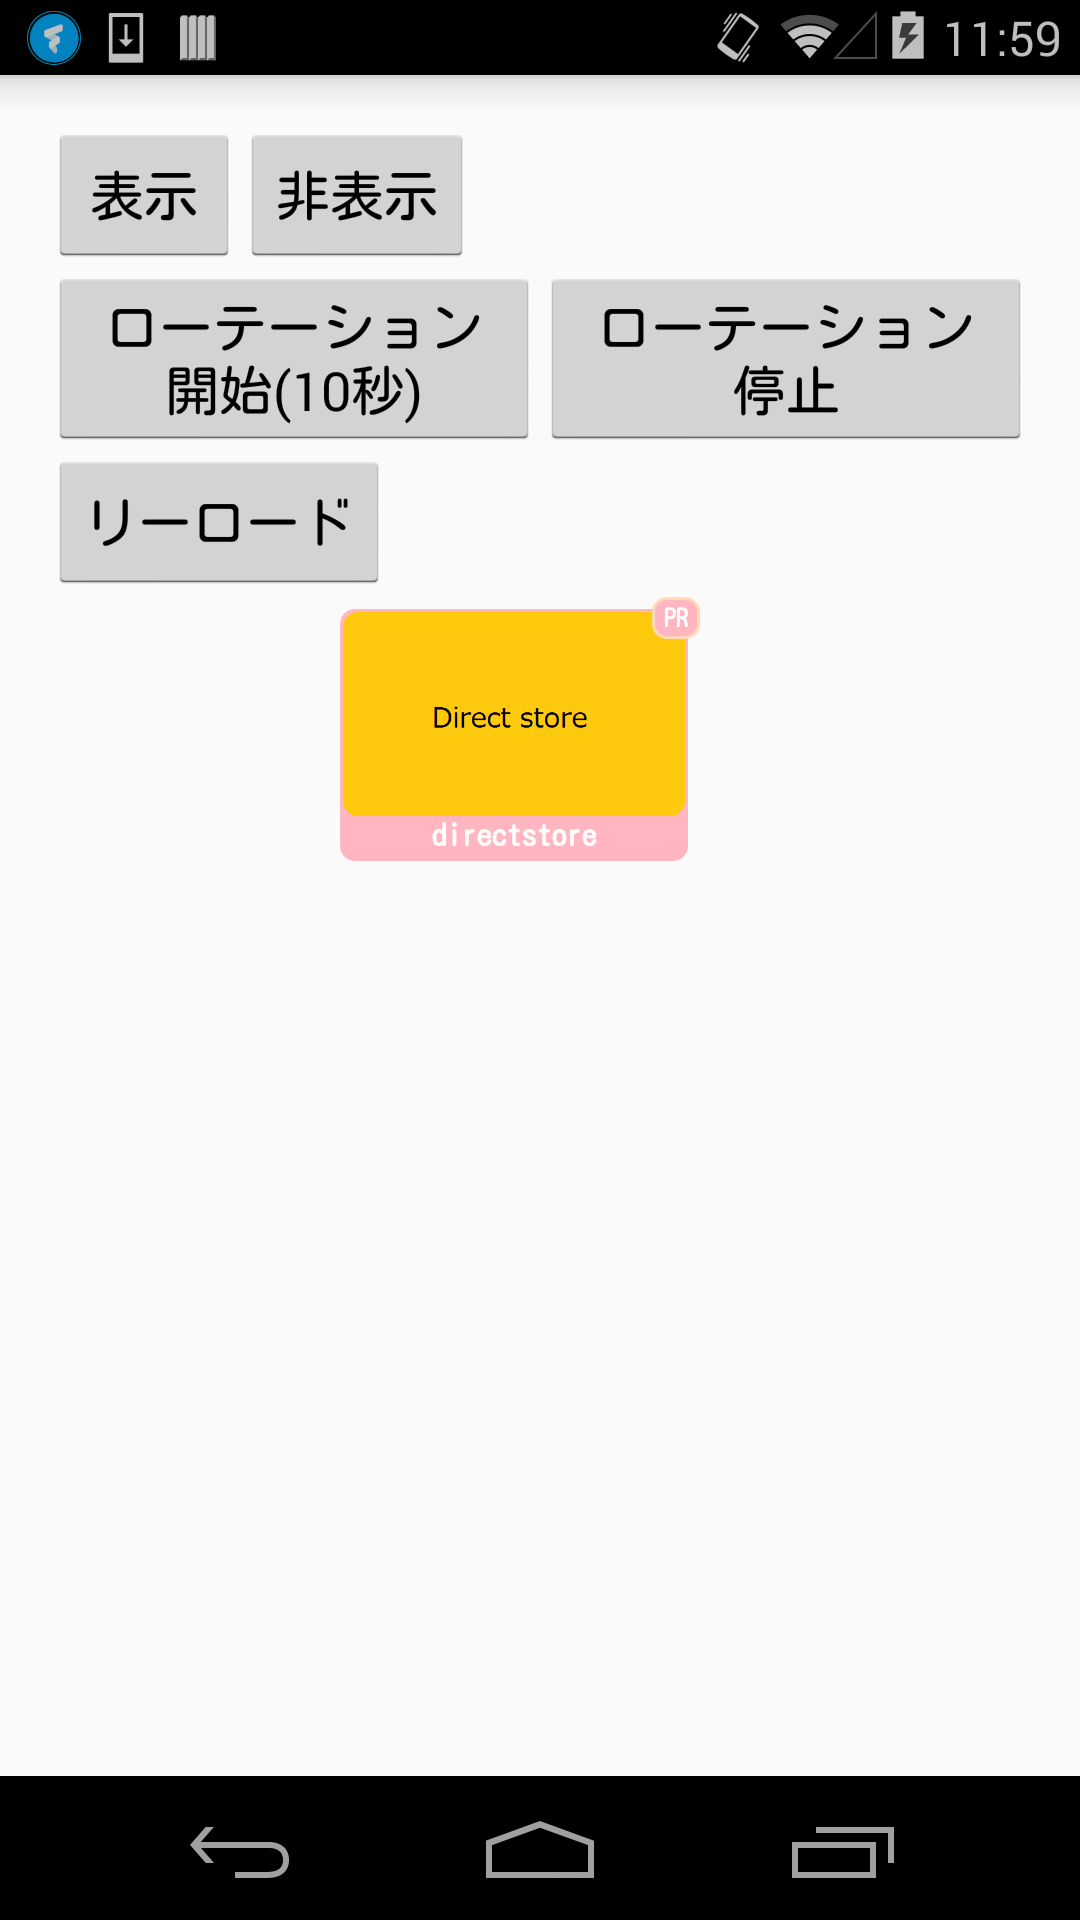 11:59
表示 非表示
ローテーション ローテーション
開始(10秒) 停止
リーロード
PR
Direct store
directstore